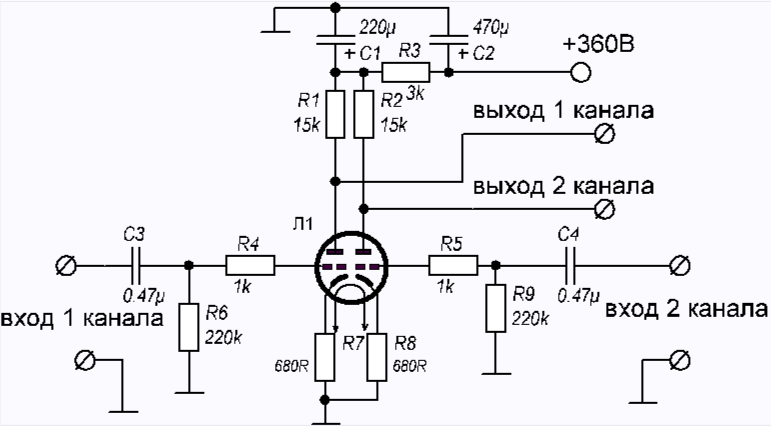 220µ
470µ
+ C1
+ C2
+360В
R3
3k
R1
15k
R2
15k
выход 1 канала
выход 2 канала
Л1
C3
0.47µ
R4
1k
R5
1k
C4
0.47µ
вход 1 канала
R6
220k
R9
220k
вход 2 канала
R7
680R
R8
680R